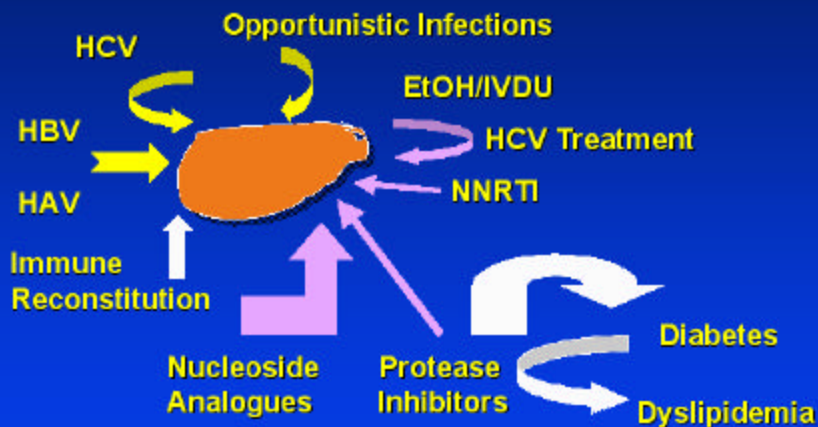 Opportunistic Infections
HCV
EtOH/IVDU
HBV
HCV Treatment
HAV
NNRTI
Immune
Reconstitution
Nucleoside
Analogues
Protease
Inhibitors
Diabetes
Dyslipidemia